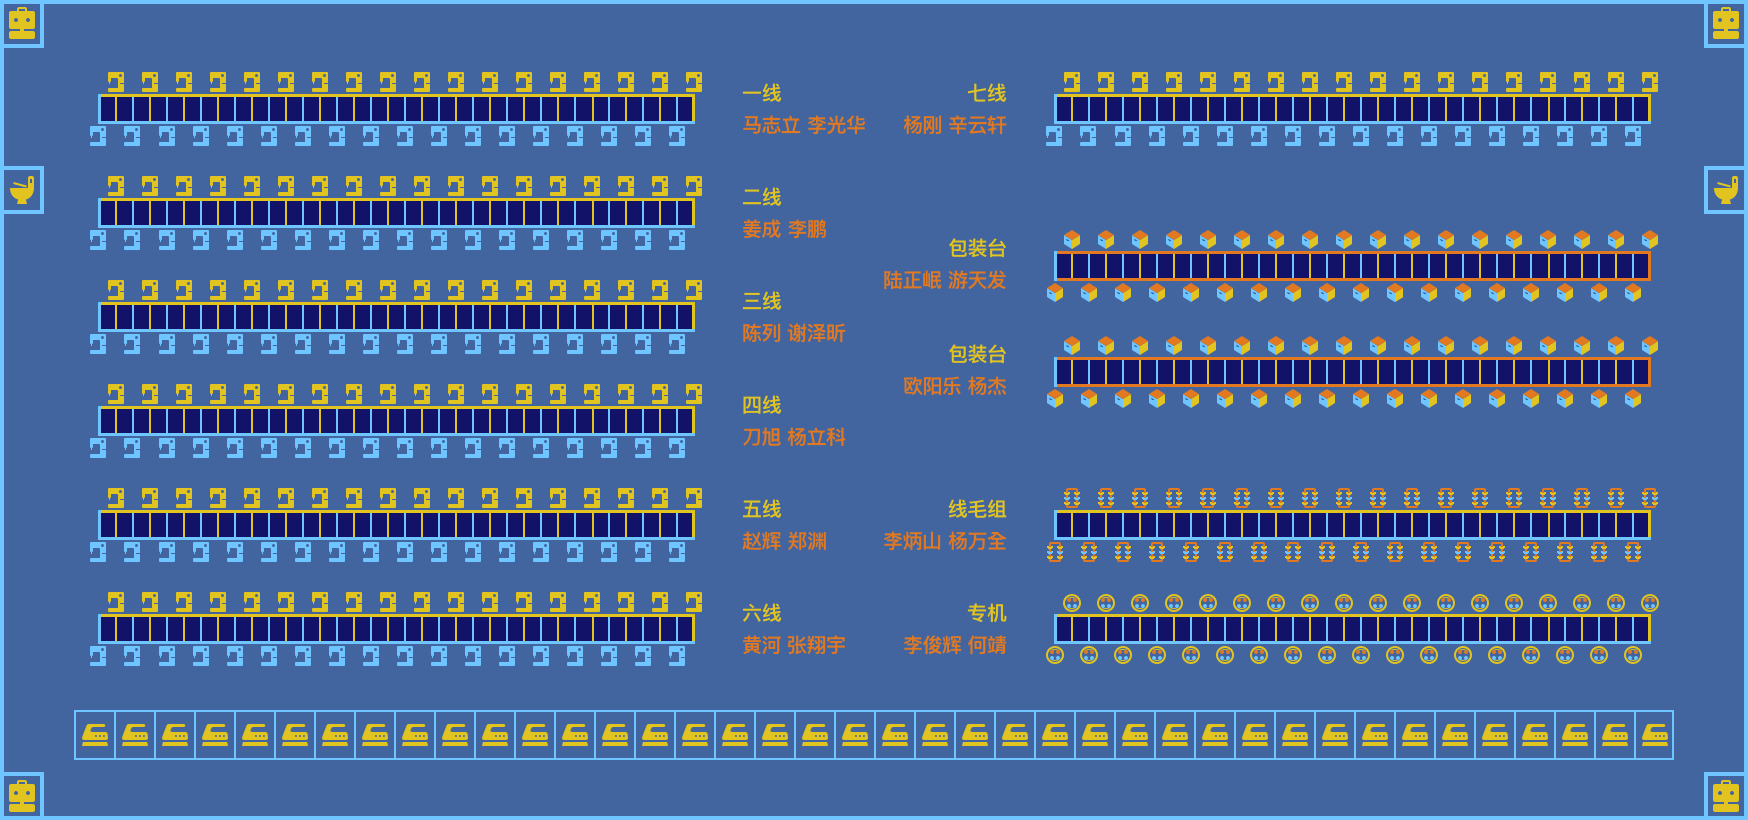 一线
马志立 李光华
二线
姜成 李鹏
三线
陈列 谢泽昕
四线
刀旭 杨立科
五线
赵辉 郑渊
六线
黄河 张翔宇
七线
杨刚 辛云轩
包装台
陆正岷 游天发
包装台
欧阳乐 杨杰
线毛组
李炳山 杨万全
专机
李俊辉 何靖